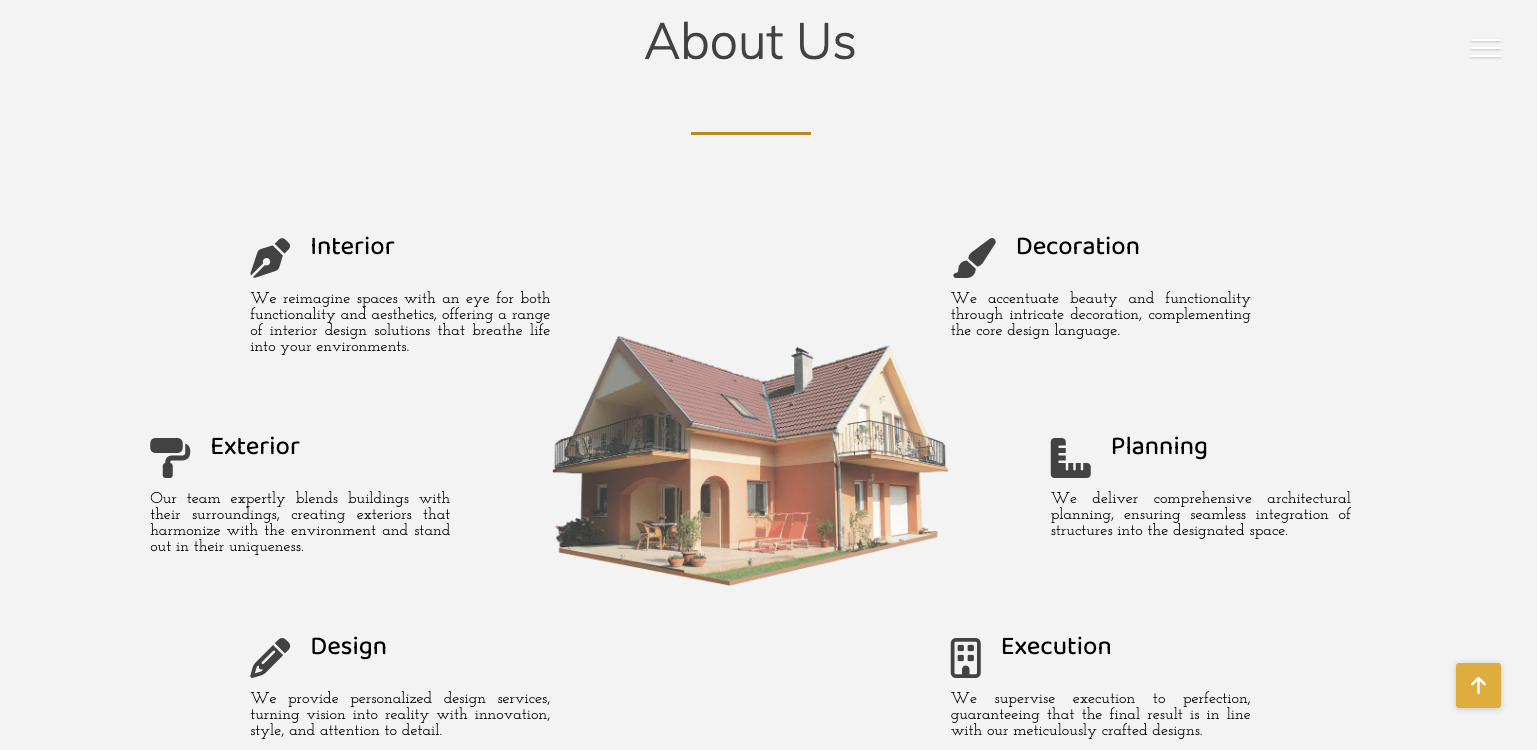 About Us
Interior
We reimagine spaces with an eye for both
functionality and aesthetics, offering a range
of interior design solutions that breathe life
into your environments.
Decoration
We accentuate beauty and functionality
through intricate decoration, complementing
the core design language.
Exterior
Our team expertly blends buildings with
their surroundings, creating exteriors that
harmonize with the environment and stand
out in their uniqueness.
Planning
We deliver comprehensive architectural
planning, ensuring seamless integration of
structures into the designated space.
Design
We provide personalized design services,
turning vision into reality with innovation,
style, and attention to detail.
Execution
We supervise execution to perfection,
guaranteeing that the final result is in line
with our meticulously crafted designs.